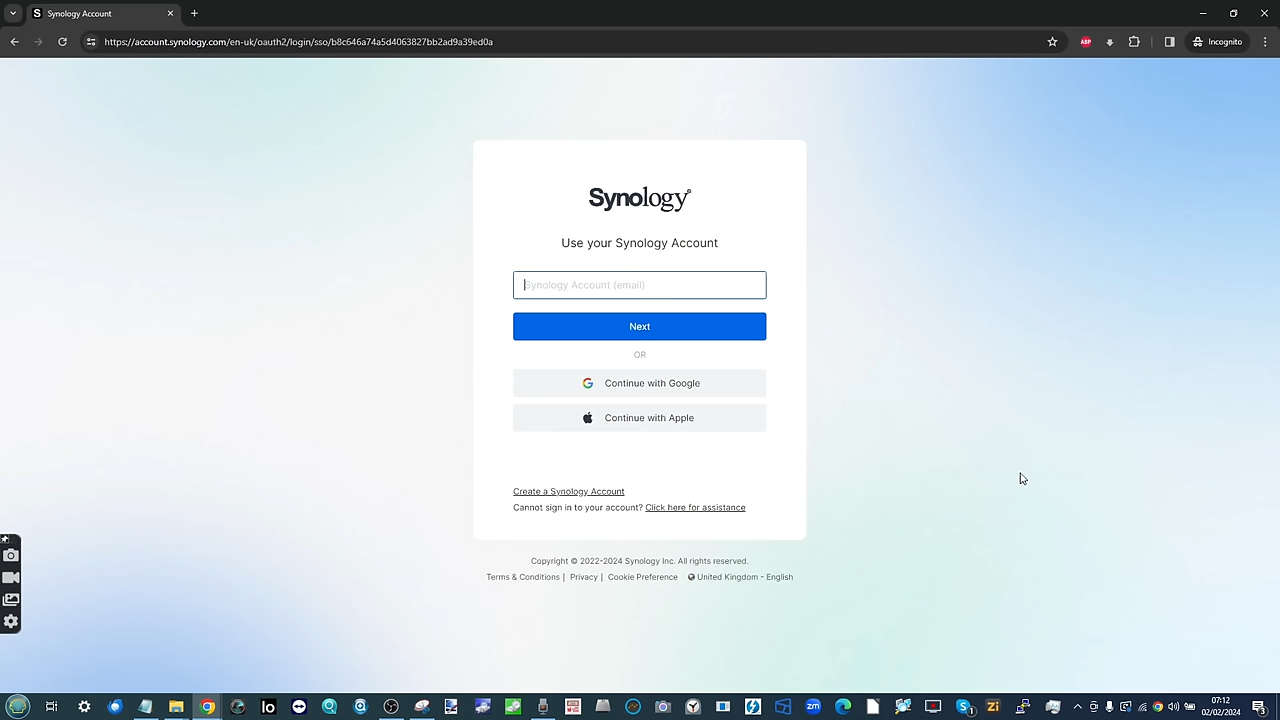 Synology Account
https://account.synology.com/en-uk/oauth2/login/sso/b8c646a74a5d4063827bb2ad9a39ed0a
ABP
Incognito
Synology
Use your Synology Account
Synology Account (email)
Next
OR
Continue with Google
Continue with Apple
Create a Synology Account
Cannot sign in to your account? Click here for assistance
Copyright © 2022-2024 Synology Inc. All rights reserved.
Terms & Conditions | Privacy | Cookie Preference United Kingdom - English
07:12
02/02/2024